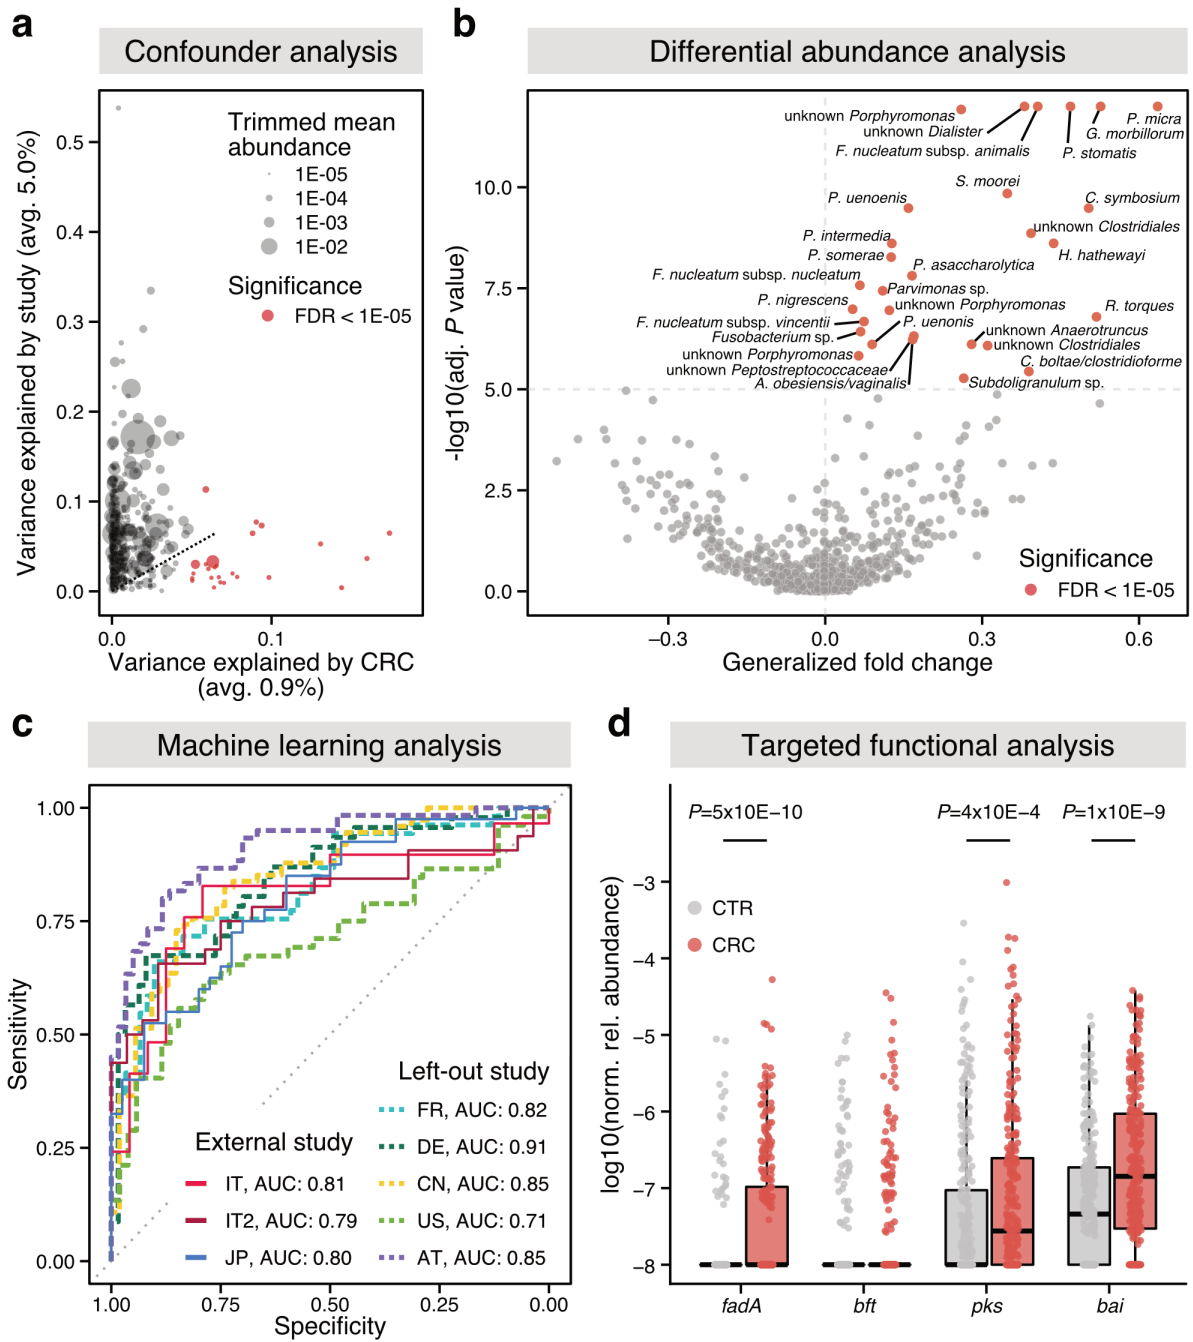 a
Confounder analysis
Trimmed mean
abundance
1E-05
1E-04
1E-03
1E-02
Significance
FDR < 1E-05
Variance explained by study (avg. 5.0%)
0.5
0.4
0.3
0.2
0.1
0.0
0.0
0.1
Variance explained by CRC
(avg. 0.9%)
b
Differential abundance analysis
unknown Porphyromonas
unknown Dialister
F. nucleatum subsp. animalis
P. micra
G. morbillorum
P. stomatis
S. moorei
P. uenoenis
C. symbosium
unknown Clostridiales
P. intermedia
H. hathewayi
P. somerae
P. asaccharolytica
F. nucleatum subsp. nucleatum
Parvimonas sp.
P. nigrescens
unknown Porphyromonas
R. torques
F. nucleatum subsp. vincentii
P. uenonis
Fusobacterium sp.
unknown Anaerotruncus
unknown Clostridiales
unknown Porphyromonas
C. boltae/clostridioforme
unknown Peptostreptococcaceae
A. obesiensis/vaginalis
Subdoligranulum sp.
Significance
FDR < 1E-05
-log10(adj. P value)
10.0
7.5
5.0
2.5
0.0
−0.3
0.0
0.3
0.6
Generalized fold change
c
Machine learning analysis
Sensitivity
1.00
0.75
0.50
0.25
0.00
Left-out study
FR, AUC: 0.82
DE, AUC: 0.91
CN, AUC: 0.85
US, AUC: 0.71
AT, AUC: 0.85
External study
IT, AUC: 0.81
IT2, AUC: 0.79
JP, AUC: 0.80
1.00
0.75
0.50
0.25
0.00
Specificity
d
Targeted functional analysis
P=5x10E−10
P=4x10E−4
P=1x10E−9
CTR
CRC
log10(norm. rel. abundance)
−3
−4
−5
−6
−7
−8
fadA
bft
pks
bai